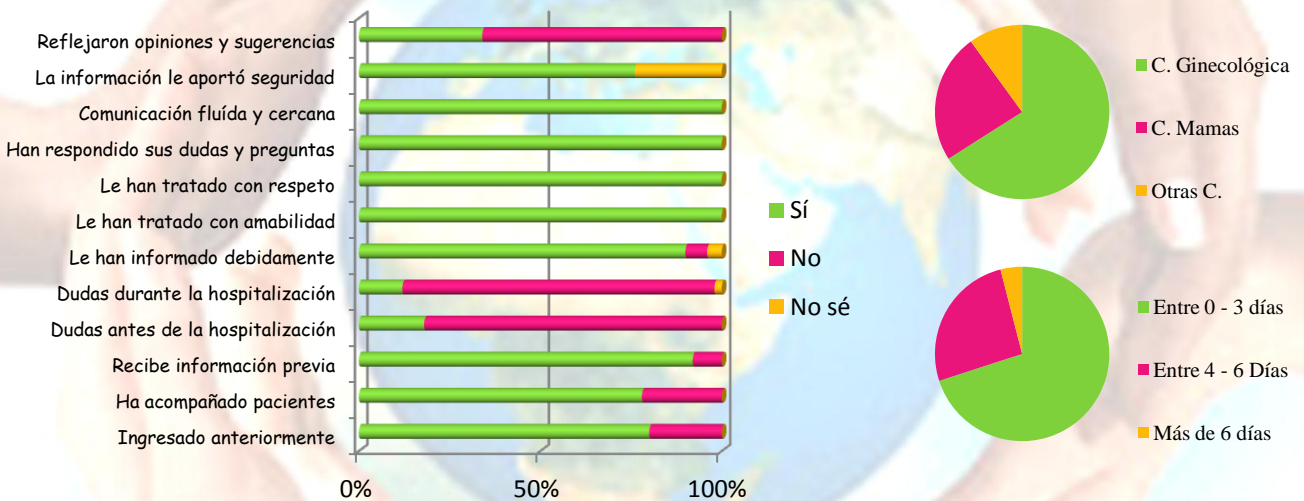 Reflejaron opiniones y sugerencias
La información le aportó seguridad
Comunicación fluída y cercana
Han respondido sus dudas y preguntas
Le han tratado con respeto
Le han tratado con amabilidad
Le han informado debidamente
Dudas durante la hospitalización
Dudas antes de la hospitalización
Recibe información previa
Ha acompañado pacientes
Ingresado anteriormente
0%
50%
100%
Sí
No
No sé
C. Ginecológica
C. Mamas
Otras C.
Entre 0 - 3 días
Entre 4 - 6 Días
Más de 6 días